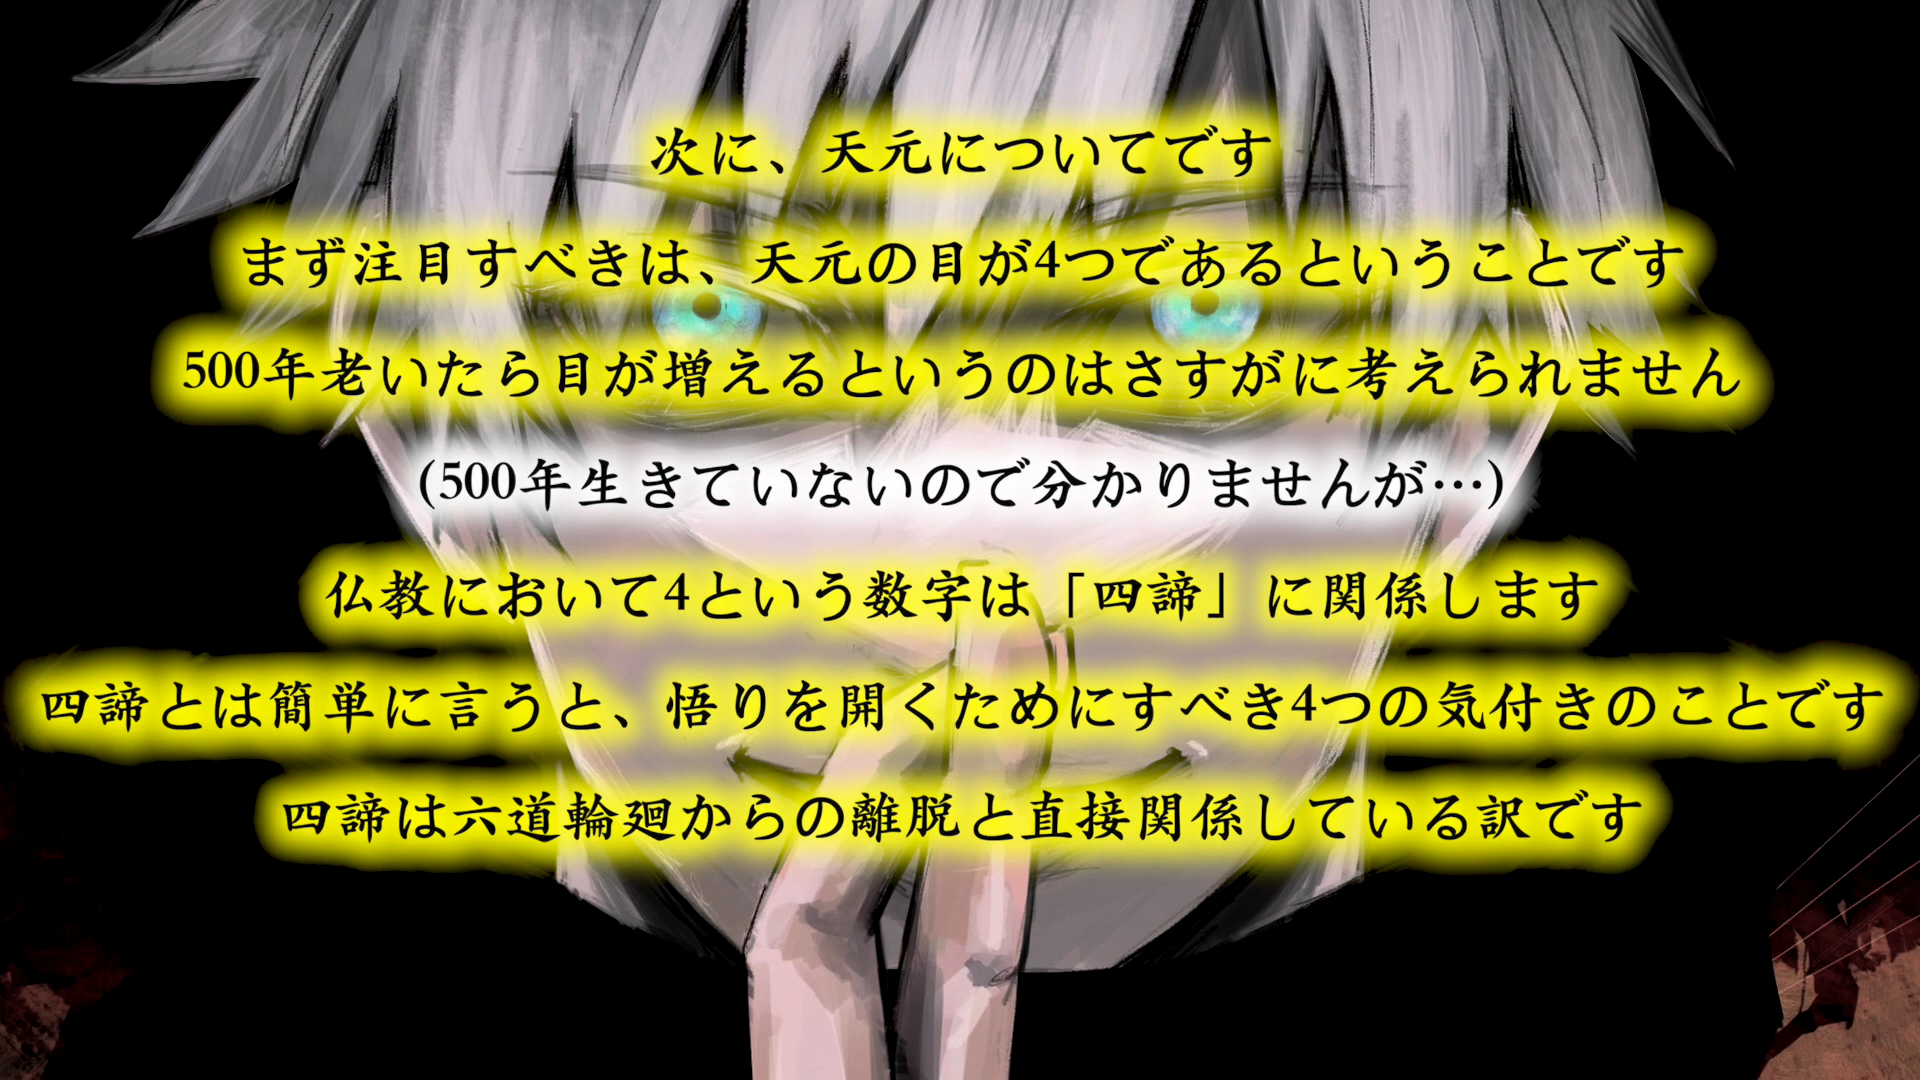 次に、天元についてです
まず注目すべきは、天元の目が4つであるということです
500年老いたら目が増えるというのはさすがに考えられません
(500年生きていないので分かりませんが…)
仏教において4という数字は「四諦」に関係します
四諦とは簡単に言うと、悟りを開くためにすべき4つの気付きのことです
四諦は六道輪廻からの離脱と直接関係している訳です